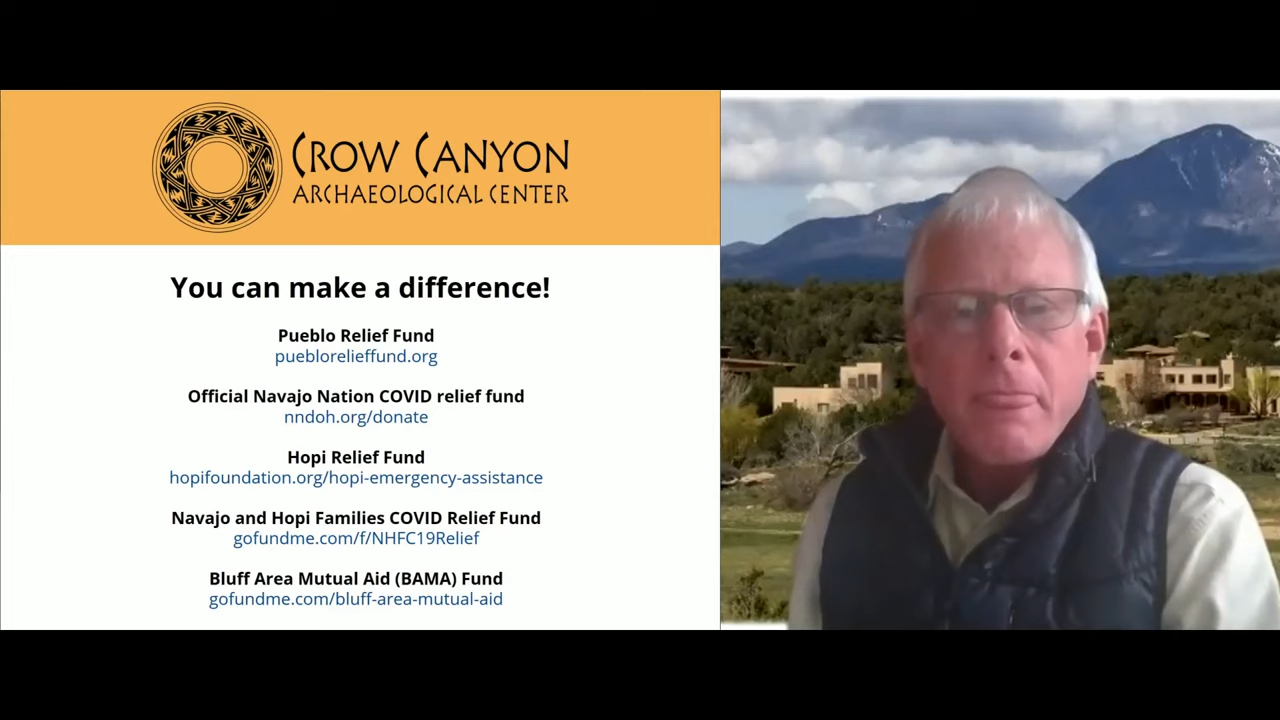 CROW CANYON
ARCHAEOLOGICAL CENTER
You can make a difference!
Pueblo Relief Fund
pueblorelieffund.org
Official Navajo Nation COVID relief fund
nndoh.org/donate
Hopi Relief Fund
hopifoundation.org/hopi-emergency-assistance
Navajo and Hopi Families COVID Relief Fund
gofundme.com/f/NHFC19Relief
Bluff Area Mutual Aid (BAMA) Fund
gofundme.com/bluff-area-mutual-aid